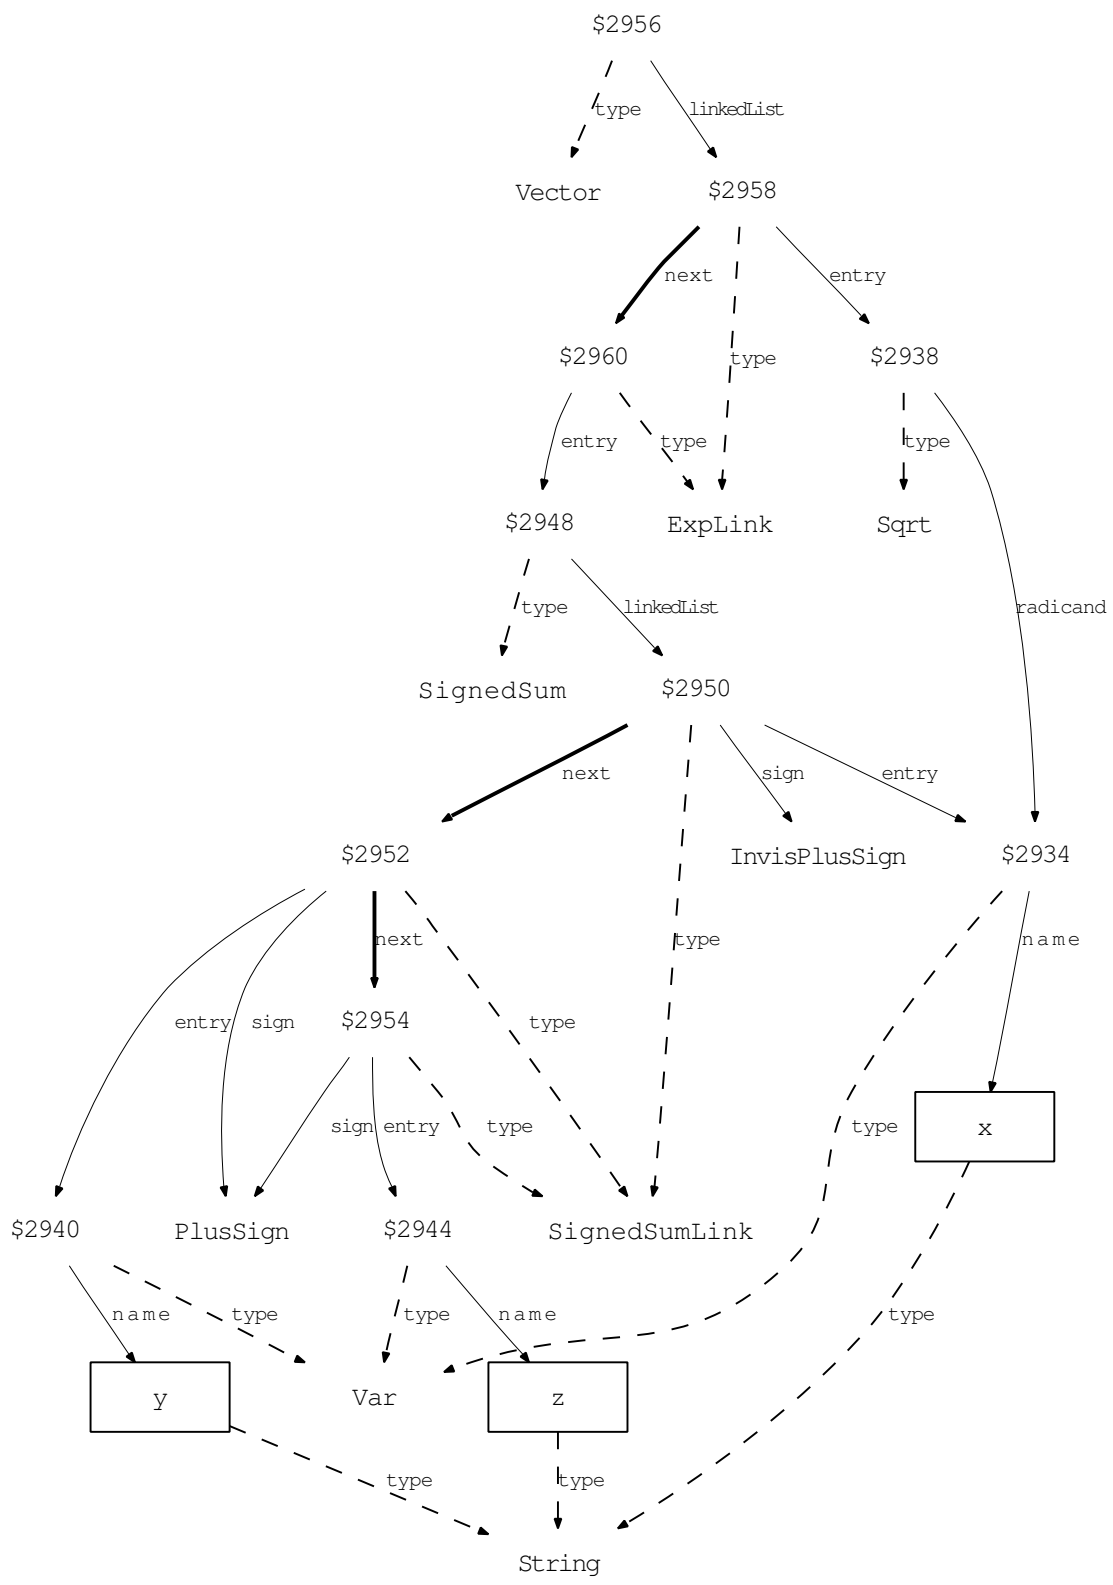 $2956
type linkedList
Vector $2958
next entry
$2960 type $2938
entry type type
$2948 ExpLink Sqrt
type linkedList radicand
SignedSum $2950
next sign entry
$2952 InvisPlusSign $2934
next type name
entry sign $2954 type
sign entry type type x
$2940 PlusSign $2944 SignedSumLink
name type type name type
y Var z
type type
String